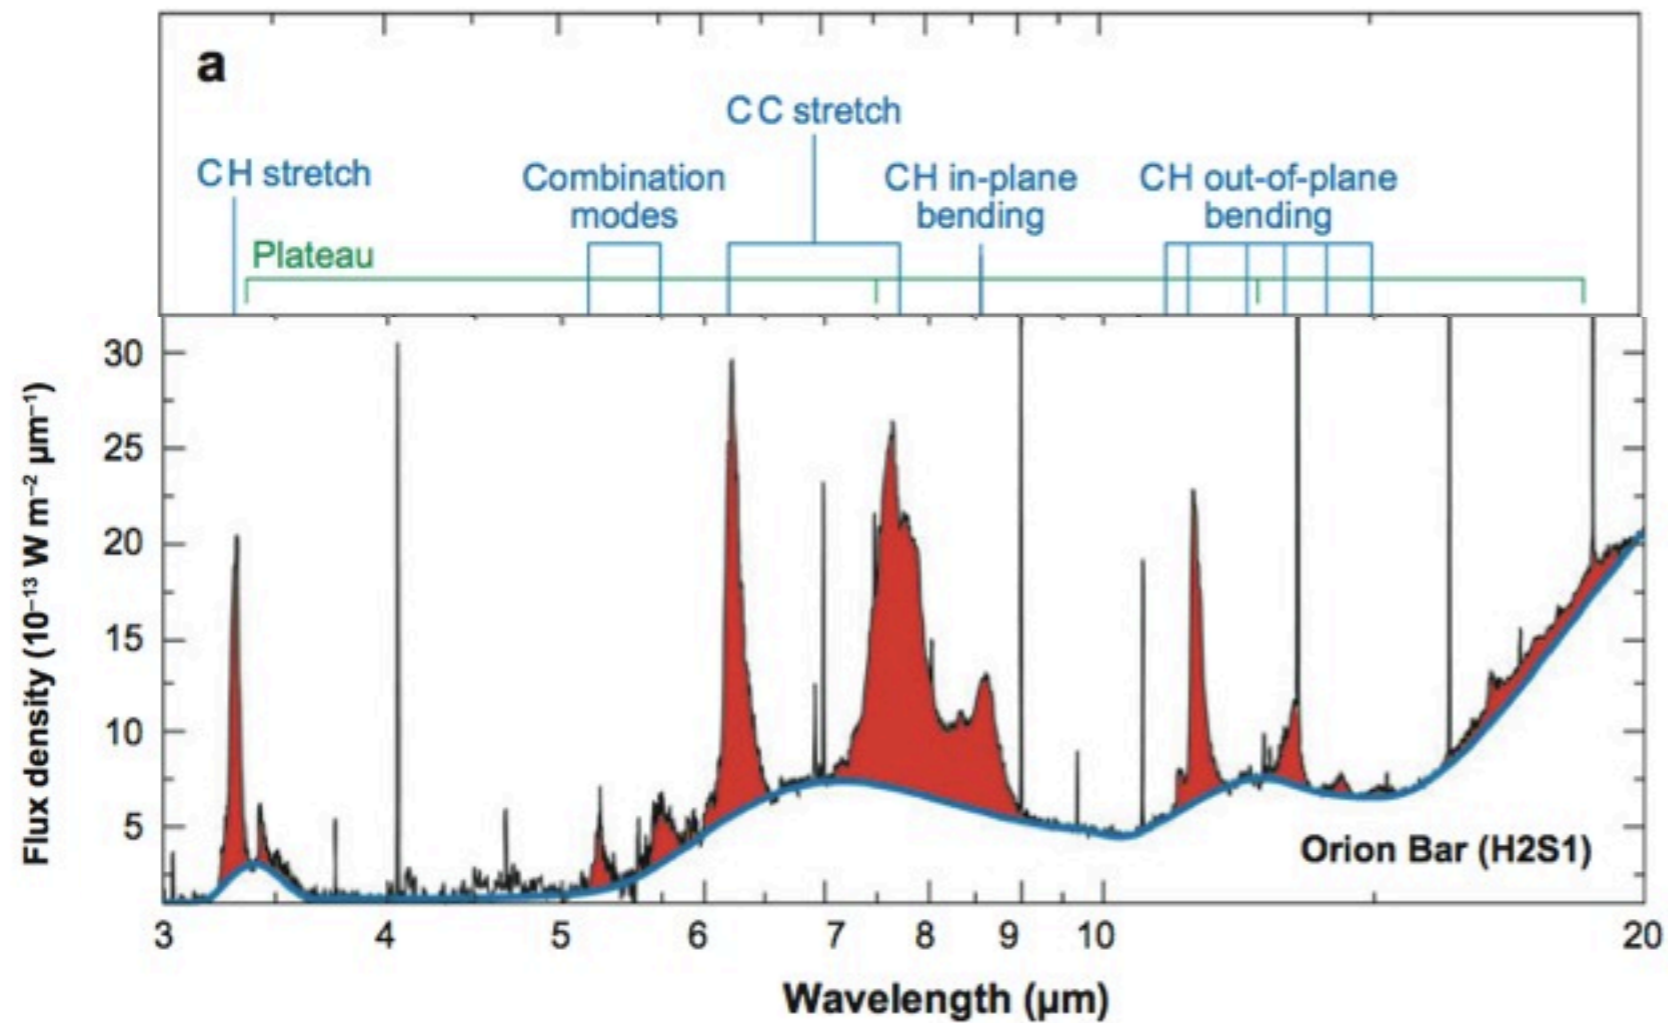 a
CC stretch
CH stretch
Combination
modes
CH in-plane
bending
CH out-of-plane
bending
Plateau
30
25
20
15
10
5
Flux density (10⁻¹³ W m⁻² µm⁻¹)
Orion Bar (H2S1)
3 4 5 6 7 8 9 10 20
Wavelength (µm)